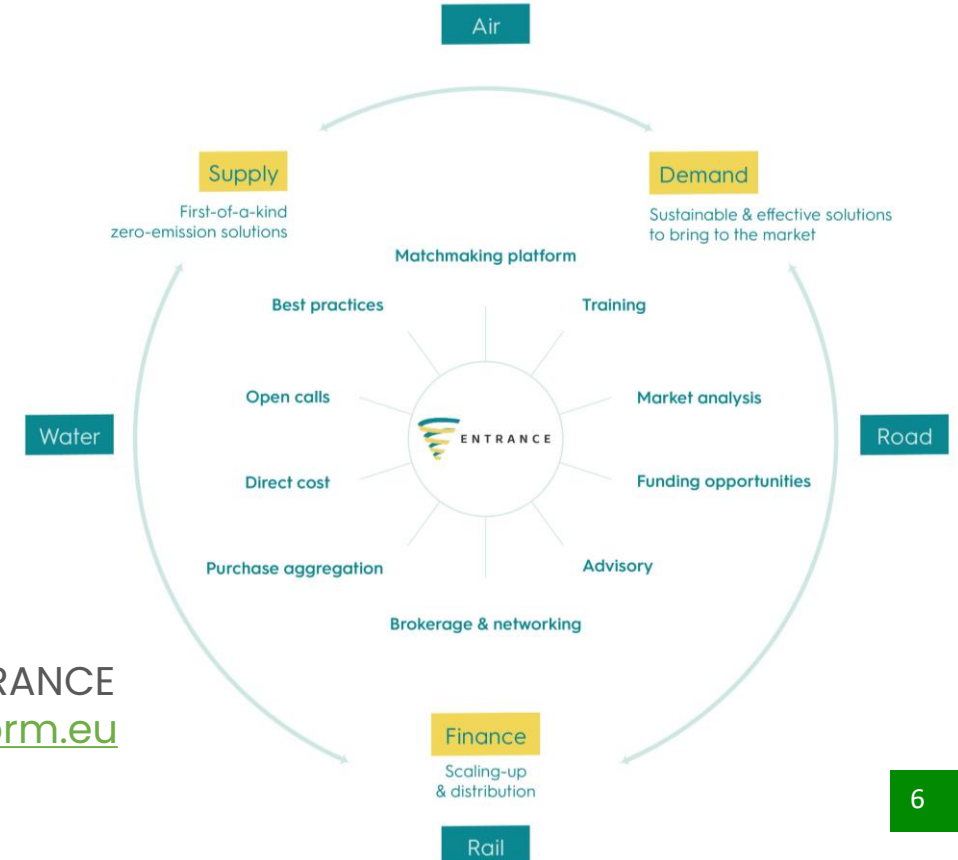 Air
Supply
First-of-a-kind
zero-emission solutions
Demand
Sustainable & effective solutions
to bring to the market
Matchmaking platform
Best practices
Training
Open calls
Market analysis
Water
ENTRANCE
Road
Direct cost
Funding opportunities
Purchase aggregation
Advisory
Brokerage & networking
RANCE
orm.eu
Finance
Scaling-up
& distribution
6
Rail